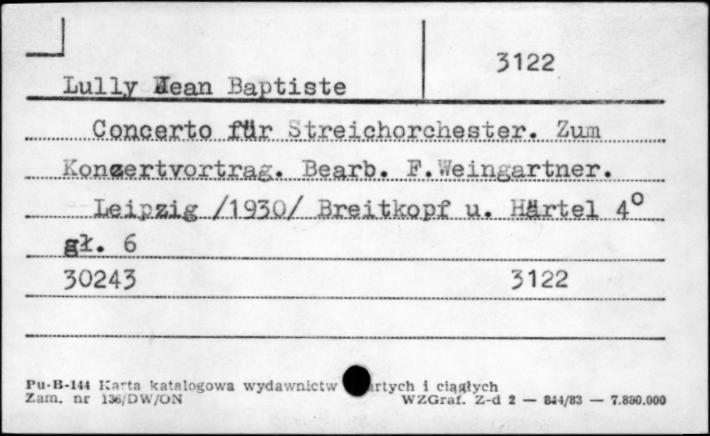 3122
Lully Jean Baptiste
Concerto für Streichorchester. Zum
Konzertvortrag. Bearb. F.Weingartner.
Leipzig /1930/ Breitkopf u. Härtel 4°
gł. 6
30243 3122
Pu-B-144 Karta katalogowa wydawnictw artych i ciągłych
Zam. nr 136/DW/ON WZGraf. Z-d 2 — 844/83 — 7.890.000